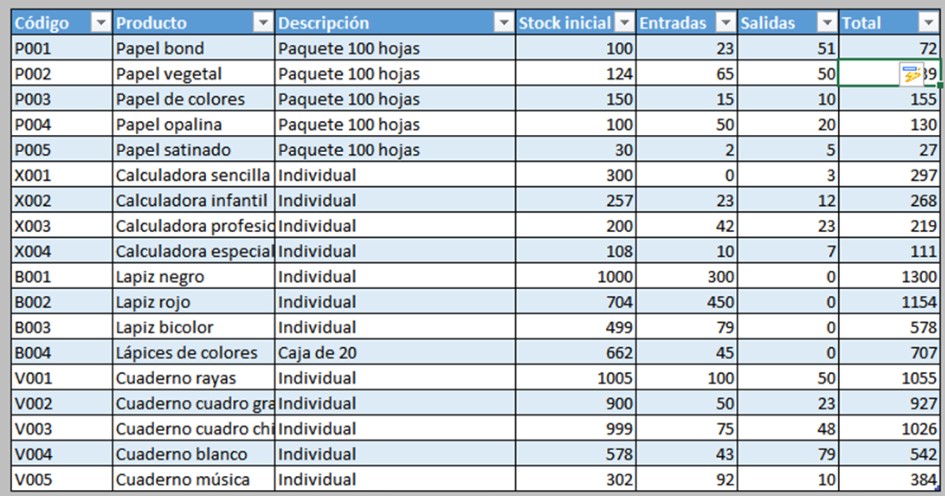 Código Producto Descripción Stock inicial Entradas Salidas Total
P001 Papel bond Paquete 100 hojas 100 23 51 72
P002 Papel vegetal Paquete 100 hojas 124 65 50 39
P003 Papel de colores Paquete 100 hojas 150 15 10 155
P004 Papel opalina Paquete 100 hojas 100 50 20 130
P005 Papel satinado Paquete 100 hojas 30 2 5 27
X001 Calculadora sencilla Individual 300 0 3 297
X002 Calculadora infantil Individual 257 23 12 268
X003 Calculadora profesio Individual 200 42 23 219
X004 Calculadora especial Individual 108 10 7 111
B001 Lapiz negro Individual 1000 300 0 1300
B002 Lapiz rojo Individual 704 450 0 1154
B003 Lapiz bicolor Individual 499 79 0 578
B004 Lápices de colores Caja de 20 662 45 0 707
V001 Cuaderno rayas Individual 1005 100 50 1055
V002 Cuaderno cuadro gra Individual 900 50 23 927
V003 Cuaderno cuadro chi Individual 999 75 48 1026
V004 Cuaderno blanco Individual 578 43 79 542
V005 Cuaderno música Individual 302 92 10 384